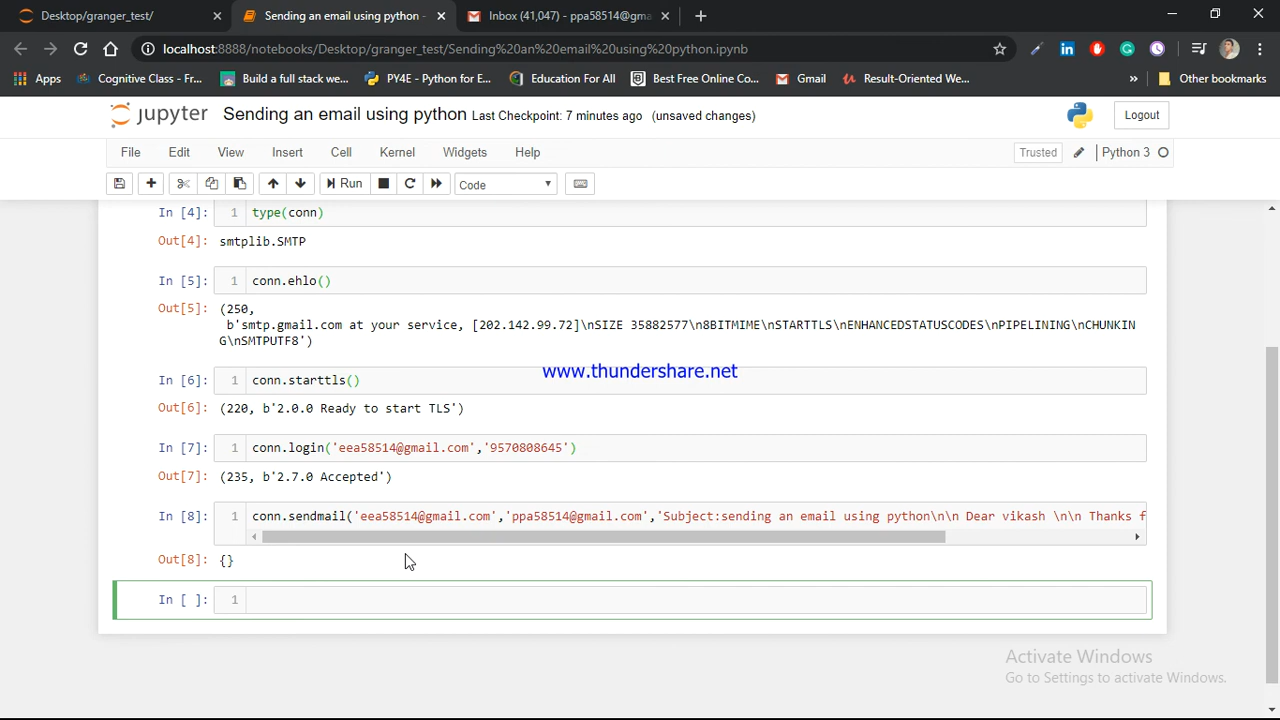 Desktop/granger_test/
Sending an email using python -
Inbox (41,047) - ppa58514@gma
localhost:8888/notebooks/Desktop/granger_test/Sending%20an%20email%20using%20python.ipynb
Apps
Cognitive Class - Fr...
Build a full stack we...
PY4E - Python for E...
Education For All
Best Free Online Co...
Gmail
Result-Oriented We...
»
Other bookmarks
jupyter Sending an email using python Last Checkpoint: 7 minutes ago (unsaved changes)
Logout
File Edit View Insert Cell Kernel Widgets Help
Trusted
Python 3
Run
Code
In [4]: 1 type(conn)
Out[4]: smtplib.SMTP
In [5]: 1 conn.ehlo()
Out[5]: (250,
b'smtp.gmail.com at your service, [202.142.99.72]\nSIZE 35882577\n8BITMIME\nSTARTTLS\nENHANCEDSTATUSCODES\nPIPELINING\nCHUNKIN
G\nSMTPUTF8')
www.thundershare.net
In [6]: 1 conn.starttls()
Out[6]: (220, b'2.0.0 Ready to start TLS')
In [7]: 1 conn.login('eea58514@gmail.com','9570808645')
Out[7]: (235, b'2.7.0 Accepted')
In [8]: 1 conn.sendmail('eea58514@gmail.com','ppa58514@gmail.com','Subject:sending an email using python\n\n Dear vikash \n\n Thanks f
Out[8]: {}
In [ ]: 1
Activate Windows
Go to Settings to activate Windows.